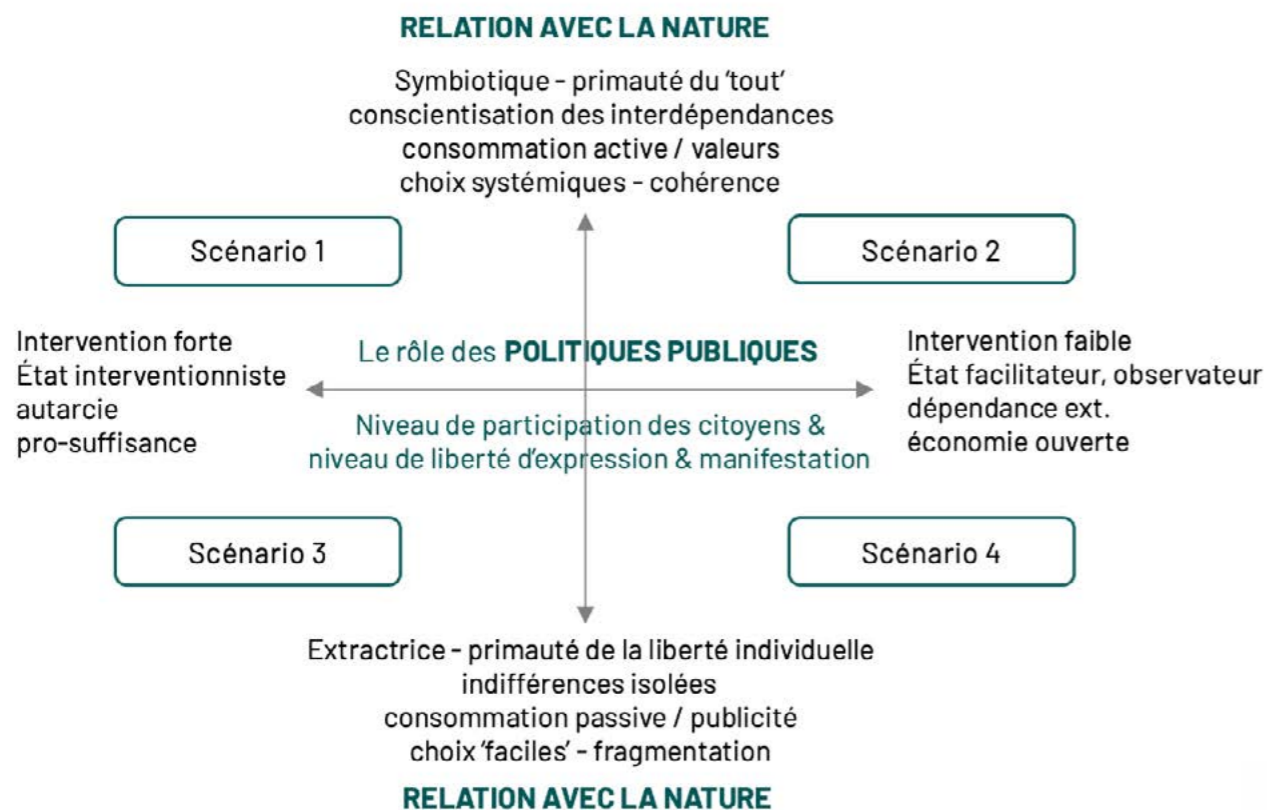 RELATION AVEC LA NATURE
Symbiotique - primauté du ‘tout’
conscientisation des interdépendances
consommation active / valeurs
choix systémiques - cohérence
Scénario 1
Scénario 2
Intervention forte
État interventionniste
autarcie
pro-suffisance
Le rôle des POLITIQUES PUBLIQUES
Niveau de participation des citoyens &
niveau de liberté d’expression & manifestation
Intervention faible
État facilitateur, observateur
dépendance ext.
économie ouverte
Scénario 3
Scénario 4
Extractrice - primauté de la liberté individuelle
indifférences isolées
consommation passive / publicité
choix ‘faciles’ - fragmentation
RELATION AVEC LA NATURE